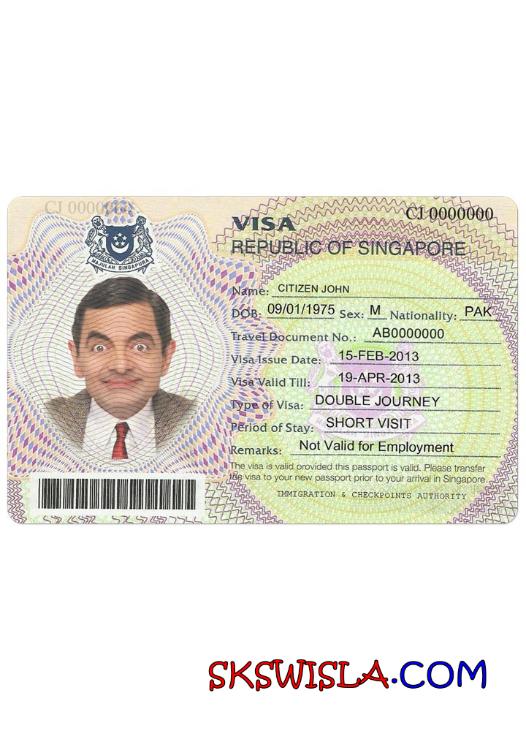 CJ 0000000
CJ 0000000
VISA
REPUBLIC OF SINGAPORE
MAJULAH SINGAPURA
Name: CITIZEN JOHN
DOB: 09/01/1975 Sex: M Nationality: PAK
Travel Document No.: AB0000000
Visa Issue Date: 15-FEB-2013
Visa Valid Till: 19-APR-2013
Type of Visa: DOUBLE JOURNEY
Period of Stay: SHORT VISIT
Remarks: Not Valid for Employment
The visa is valid provided this passport is valid. Please transfer
the visa to your new passport prior to your arrival in Singapore.
IMMIGRATION & CHECKPOINTS AUTHORITY
SKSWISLA.COM